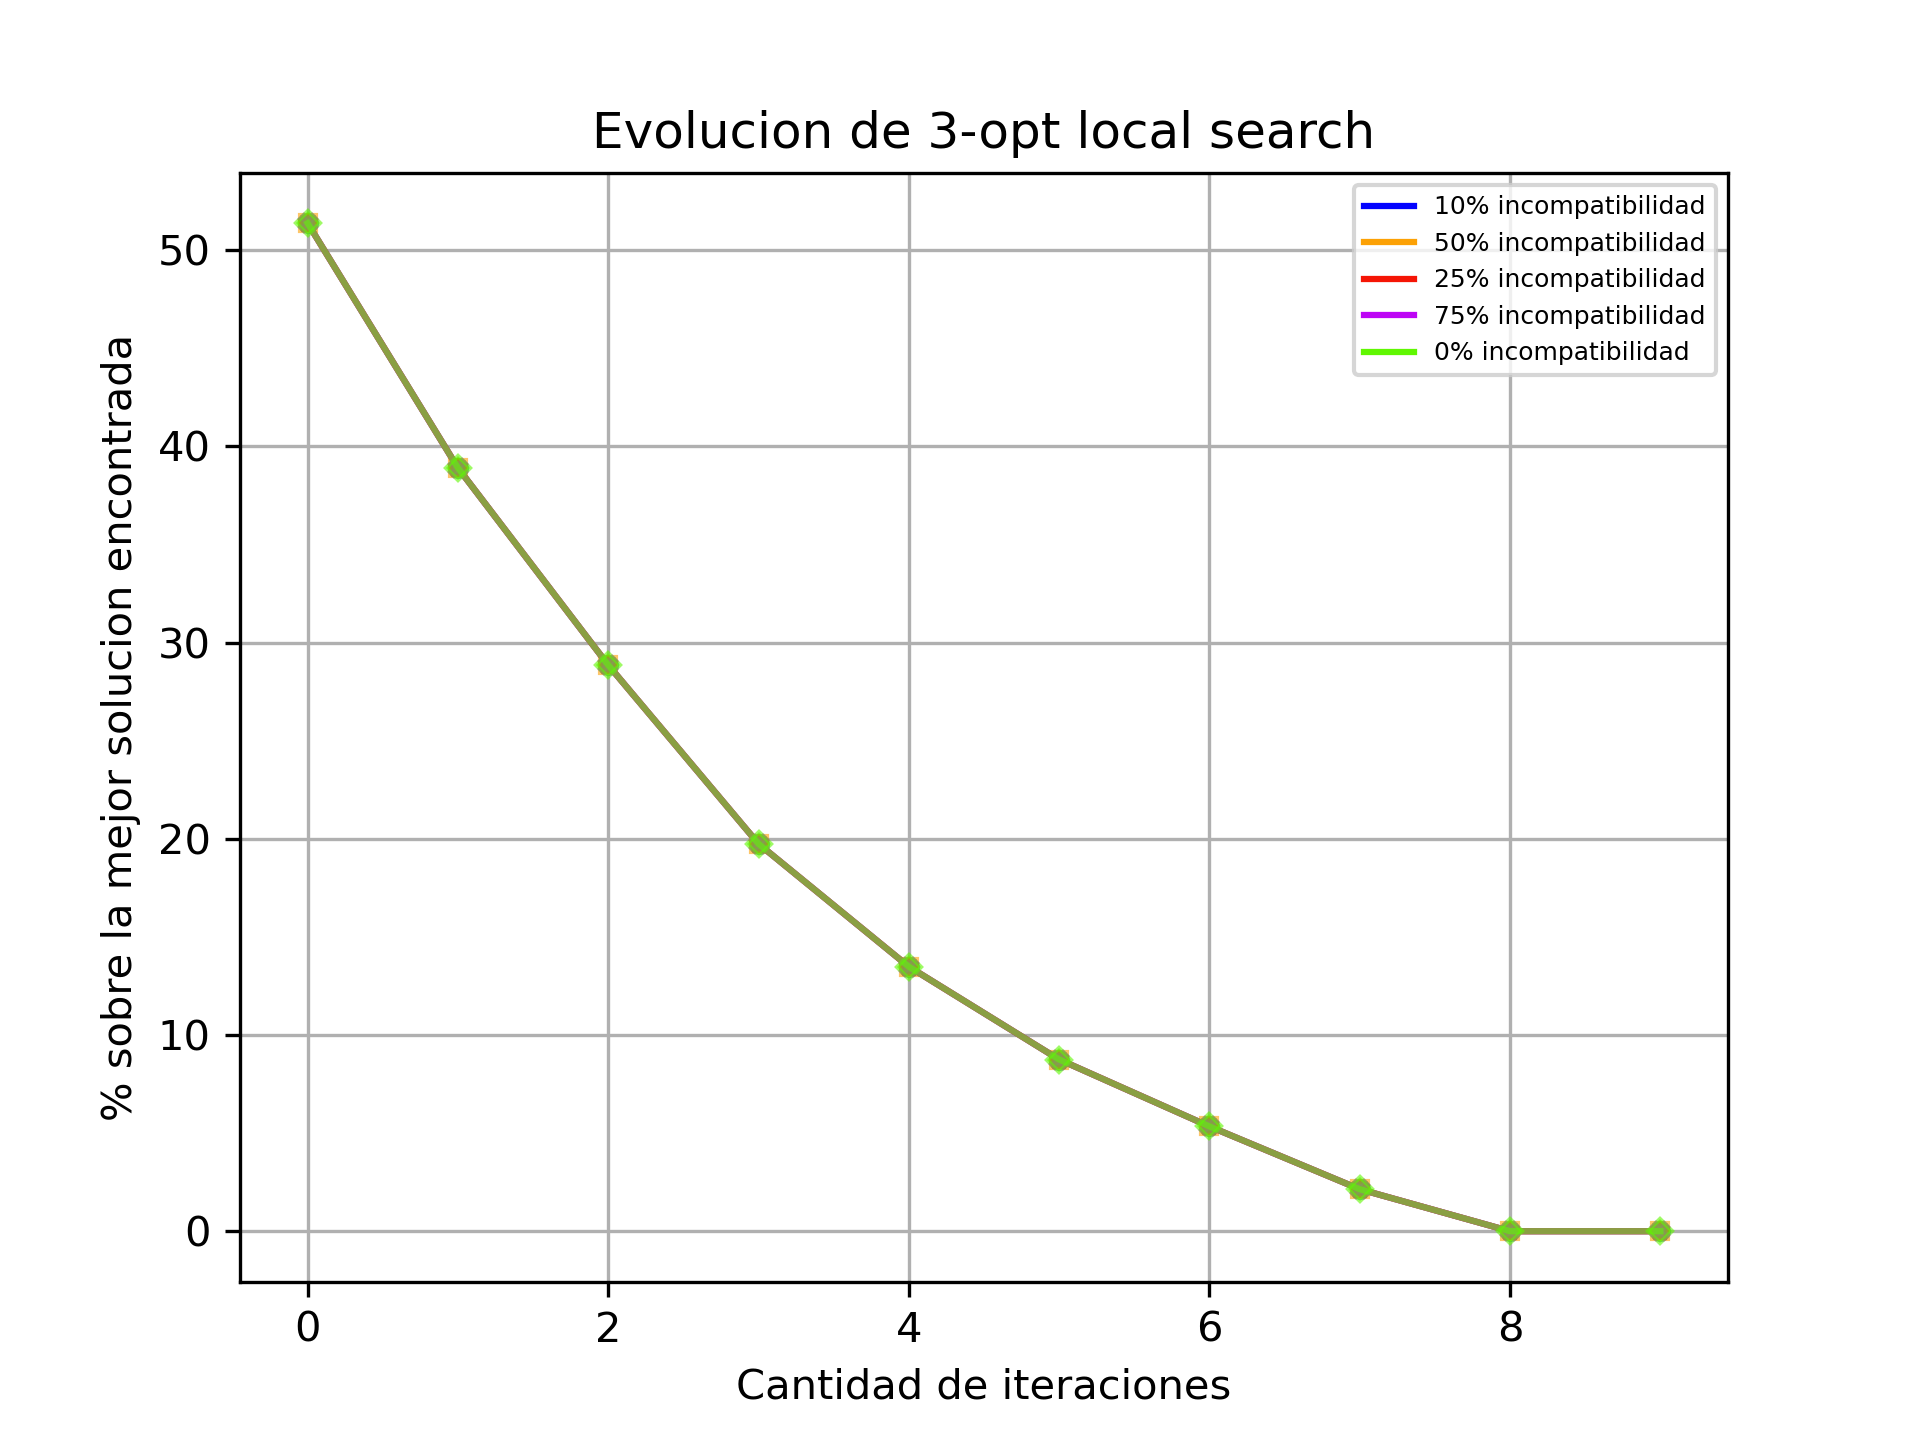 Evolucion de 3-opt local search
10% incompatibilidad
50% incompatibilidad
25% incompatibilidad
75% incompatibilidad
0% incompatibilidad
% sobre la mejor solucion encontrada
50
40
30
20
10
0
0 2 4 6 8
Cantidad de iteraciones